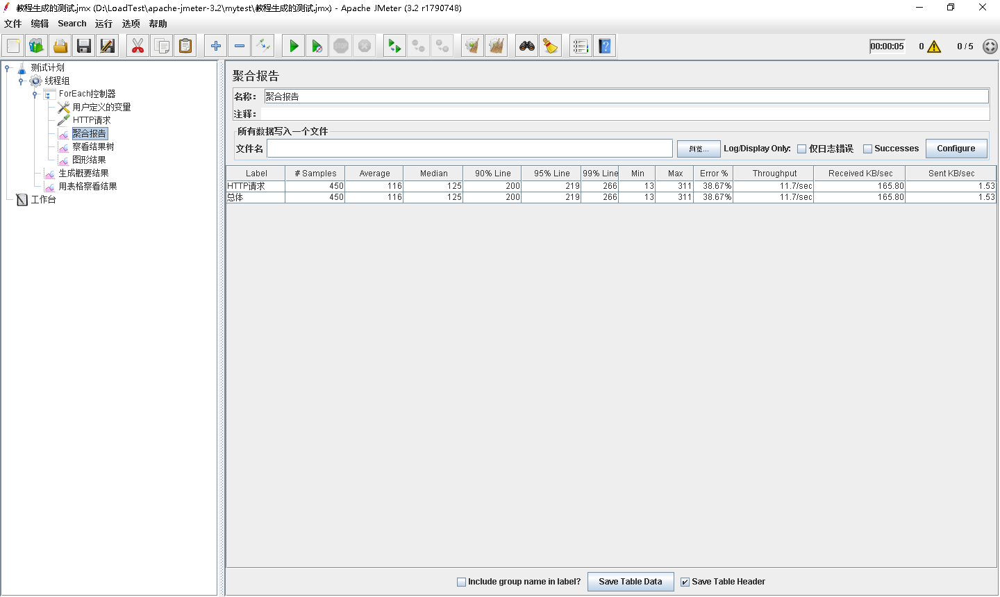 教程生成的测试.jmx (D:\LoadTest\apache-jmeter-3.2\mytest\教程生成的测试.jmx) - Apache JMeter (3.2 r1790748)
文件 编辑 Search 运行 选项 帮助
STOP 00:00:05 0 0 / 5
测试计划
线程组
ForEach控制器
用户定义的变量
HTTP请求
聚合报告
察看结果树
图形结果
生成概要结果
用表格察看结果
工作台
聚合报告
名称： 聚合报告
注释：
所有数据写入一个文件
文件名 浏览... Log/Display Only: 仅日志错误 Successes Configure
Label # Samples Average Median 90% Line 95% Line 99% Line Min Max Error % Throughput Received KB/sec Sent KB/sec
HTTP请求 450 116 125 200 219 266 13 311 38.67% 11.7/sec 165.80 1.53
总体 450 116 125 200 219 266 13 311 38.67% 11.7/sec 165.80 1.53
Include group name in label? Save Table Data Save Table Header